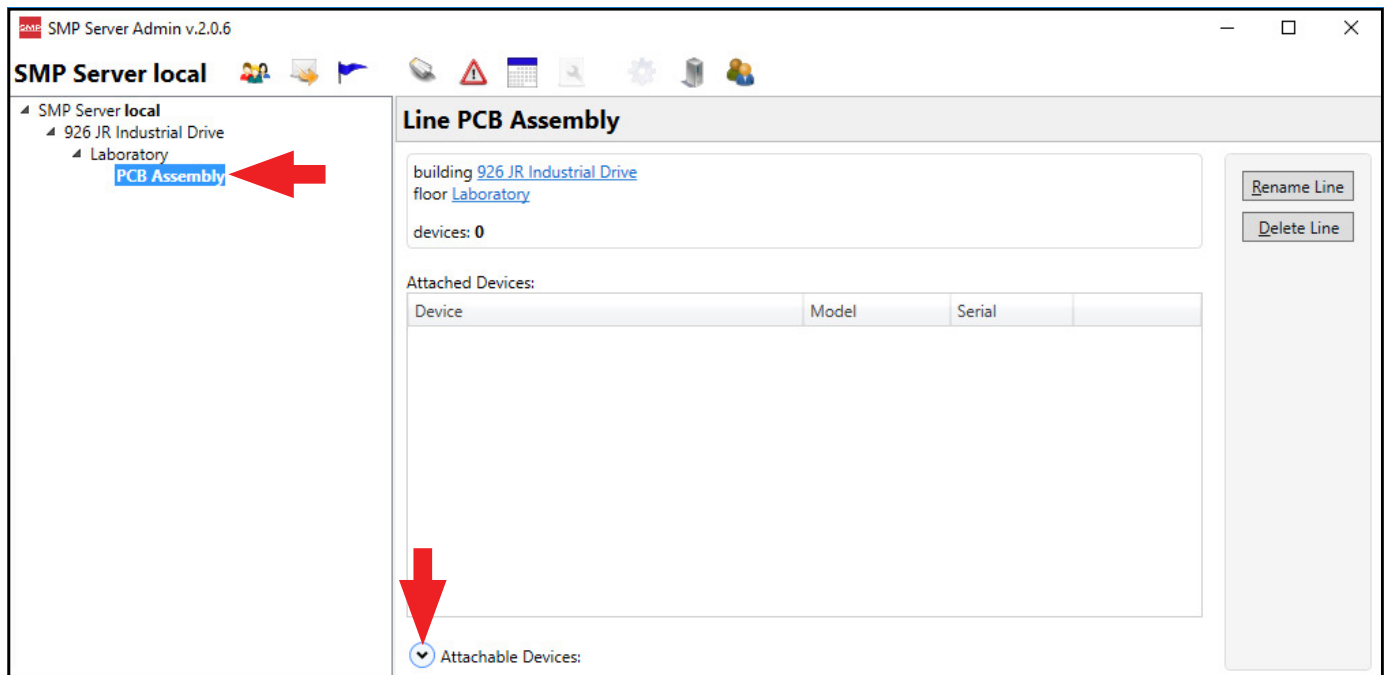 SMP SMP Server Admin v.2.0.6
SMP Server local
SMP Server local
926 JR Industrial Drive
Laboratory
PCB Assembly
Line PCB Assembly
building 926 JR Industrial Drive
floor Laboratory
devices: 0
Rename Line
Delete Line
Attached Devices:
Device Model Serial
Attachable Devices: